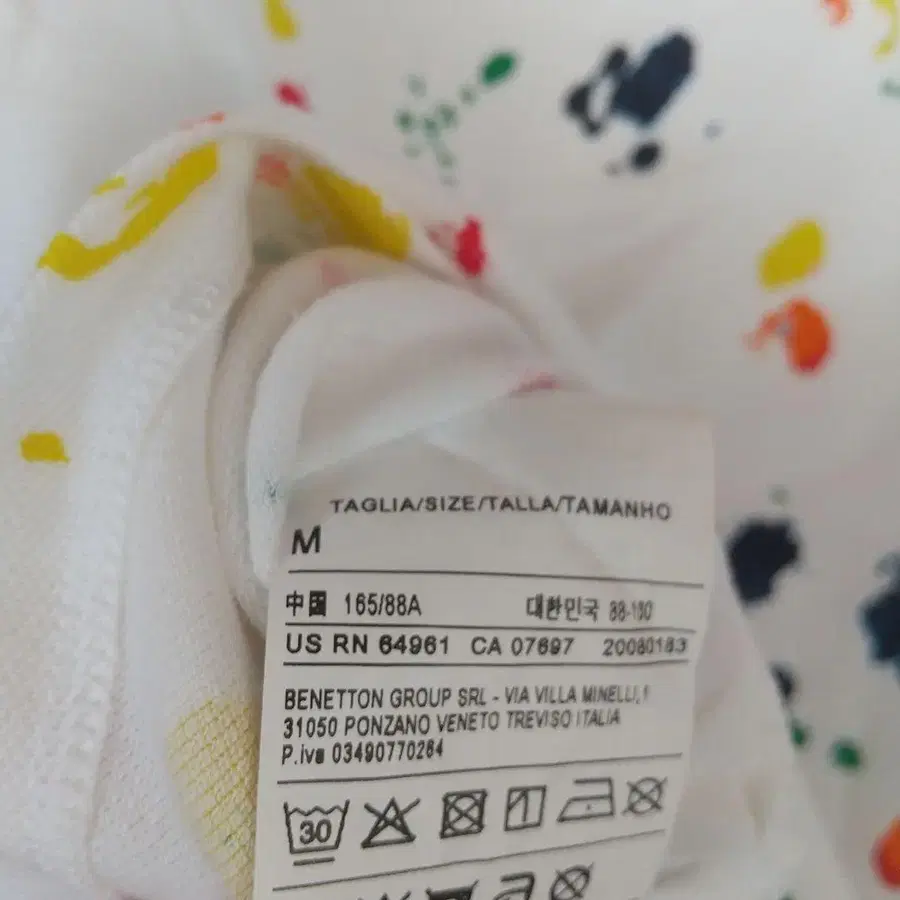 TAGLIA/SIZE/TALLA/TAMANHO
M
中国 165/88A 대한민국 88-160
US RN 64961 CA 07697 20080183
BENETTON GROUP SRL - VIA VILLA MINELLI,1
31050 PONZANO VENETO TREVISO ITALIA
P.iva 03490770264
30